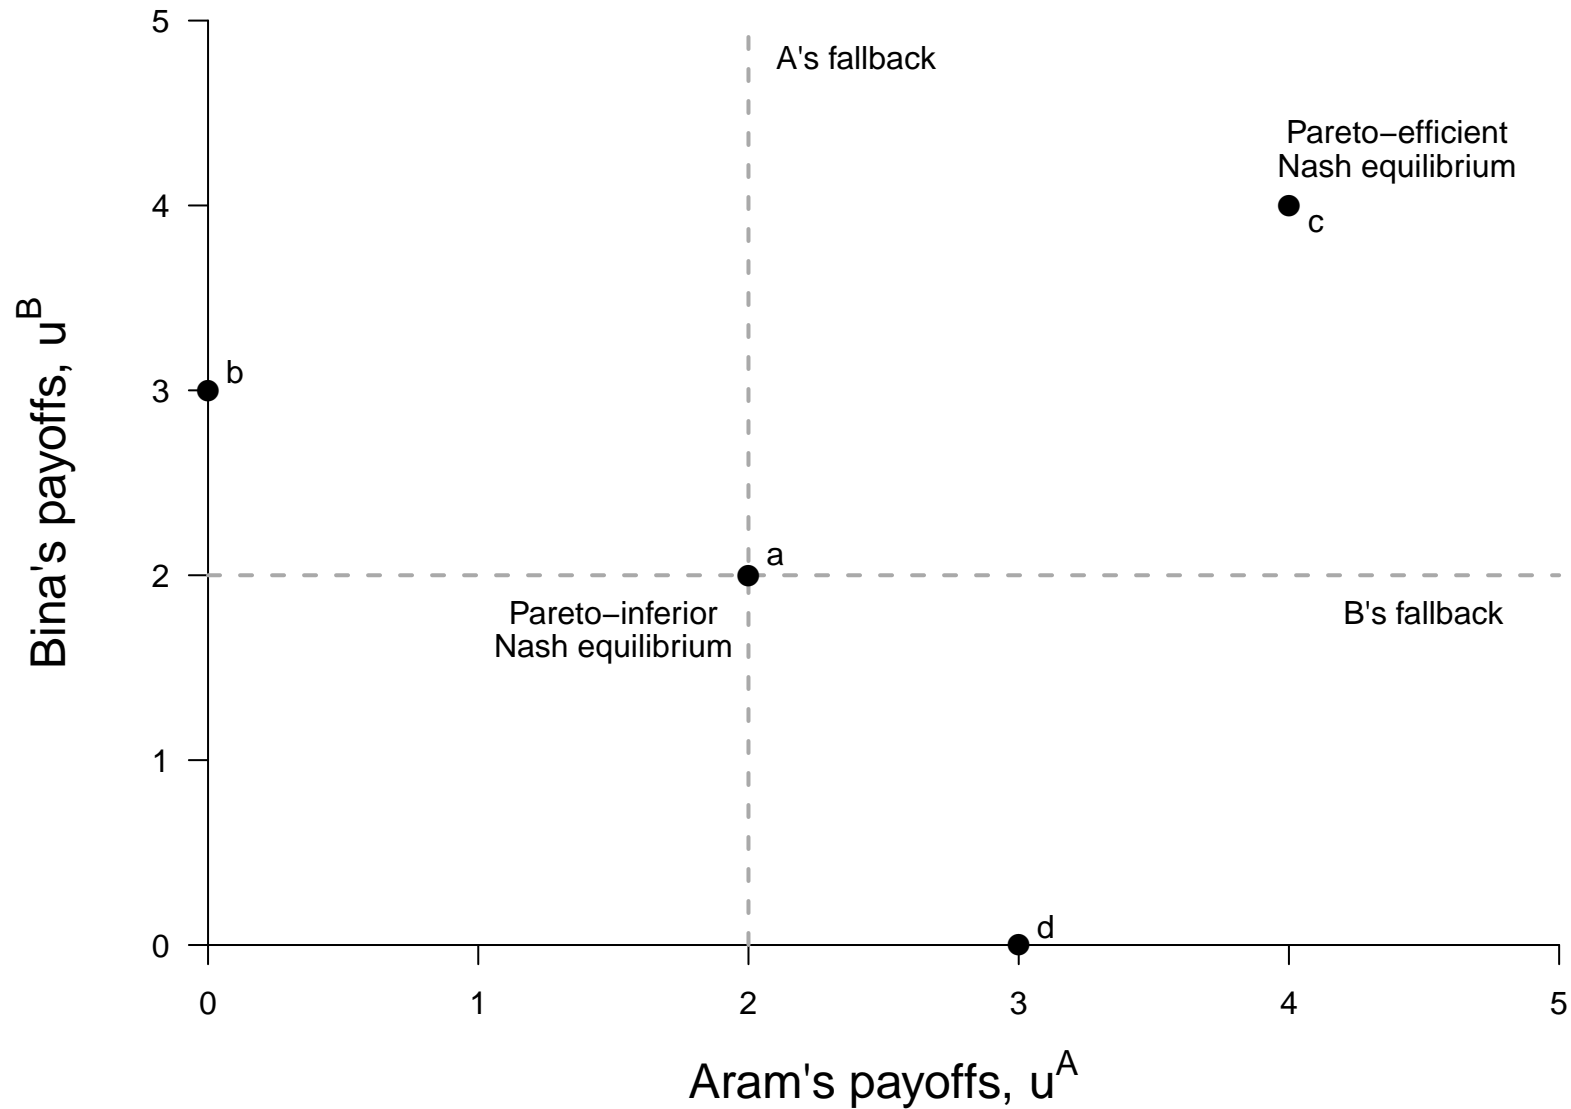 5
A's fallback
Pareto−efficient
Nash equilibrium
4
c
Bina's payoffs, u^B
b
3
a
2
Pareto−inferior
Nash equilibrium
B's fallback
1
d
0
0 1 2 3 4 5
Aram's payoffs, u^A